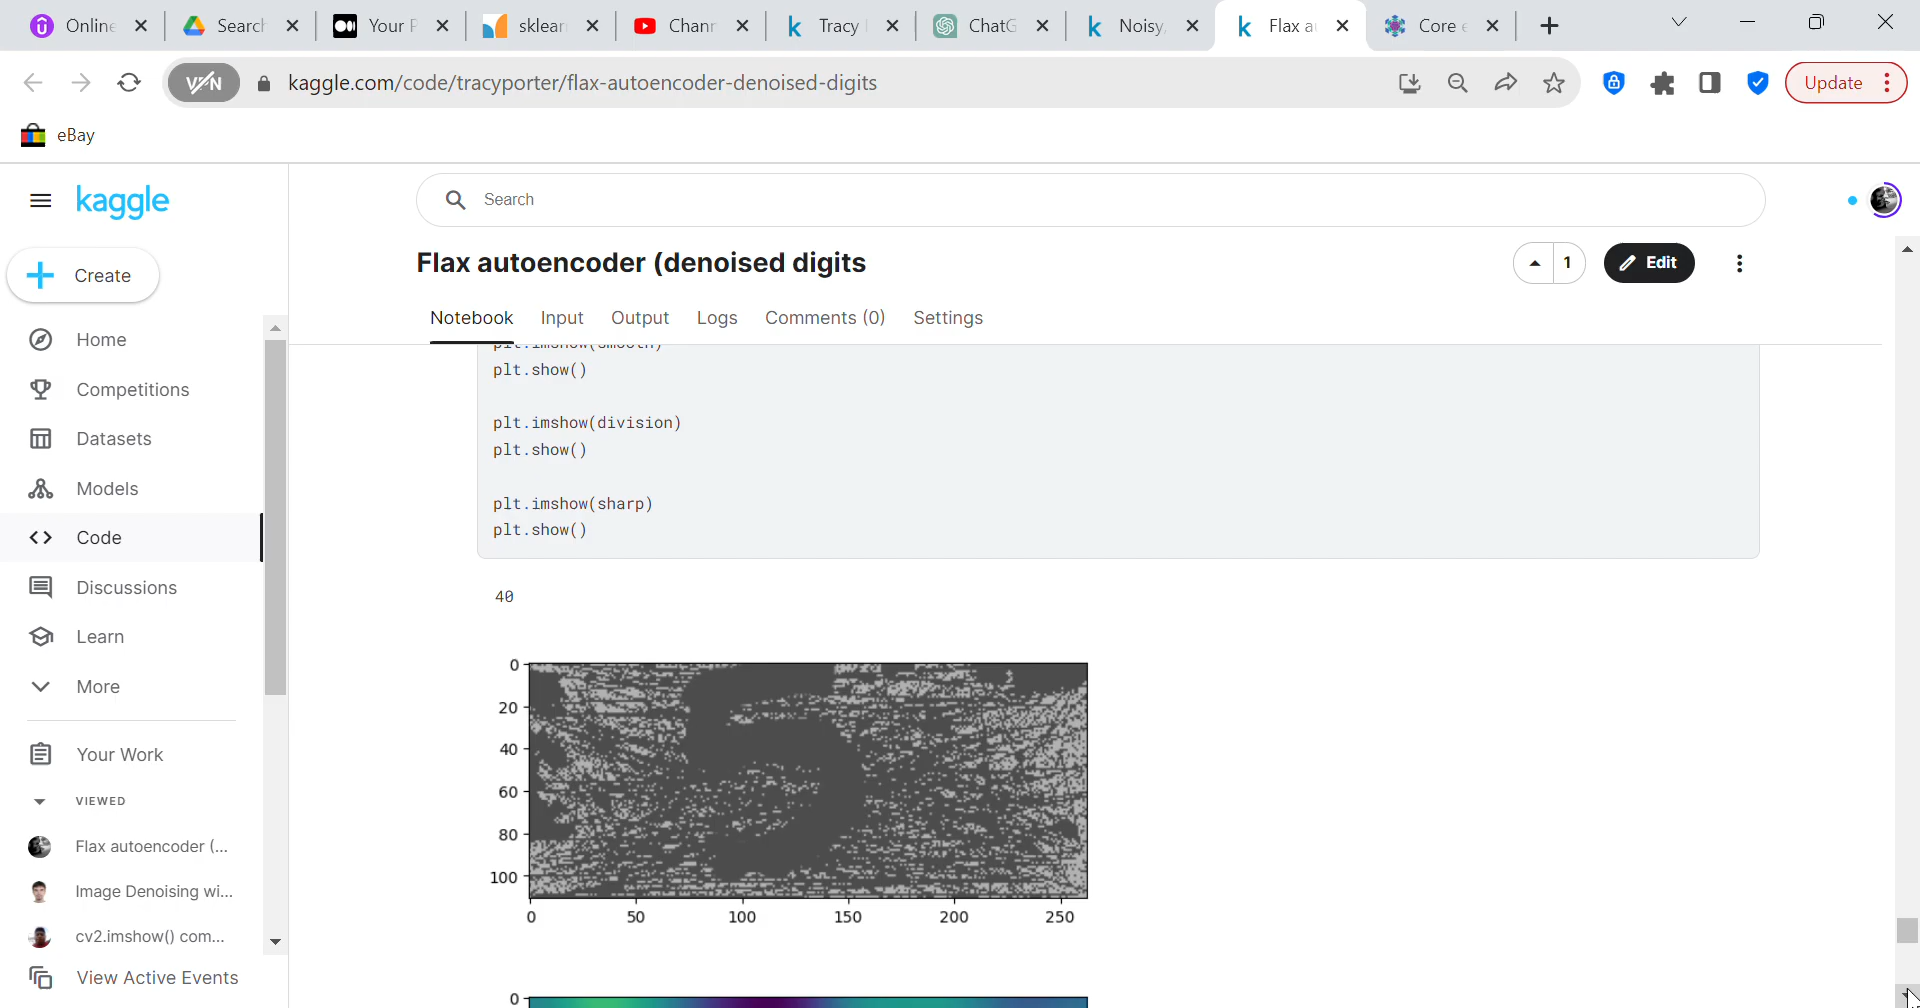 Online
Search
Your P
sklear
Chann
Tracy
ChatG
Noisy,
Flax a
Core e
VPN
kaggle.com/code/tracyporter/flax-autoencoder-denoised-digits
Update
eBay
kaggle
Search
Create
Flax autoencoder (denoised digits
1
Edit
Notebook Input Output Logs Comments (0) Settings
Home
Competitions
Datasets
Models
Code
Discussions
Learn
More
Your Work
VIEWED
Flax autoencoder (...
Image Denoising wi...
cv2.imshow() com...
View Active Events
plt.imshow(smooth)
plt.show()
plt.imshow(division)
plt.show()
plt.imshow(sharp)
plt.show()
40
0
20
40
60
80
100
0 50 100 150 200 250
0